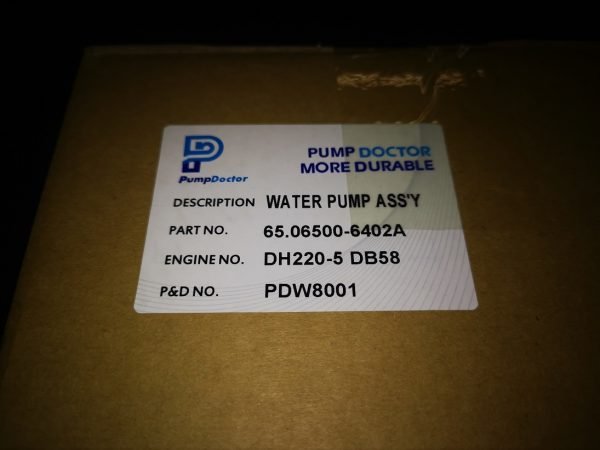 PumpDoctor
PUMP DOCTOR
MORE DURABLE
DESCRIPTION WATER PUMP ASS'Y
PART NO. 65.06500-6402A
ENGINE NO. DH220-5 DB58
P&D NO. PDW8001